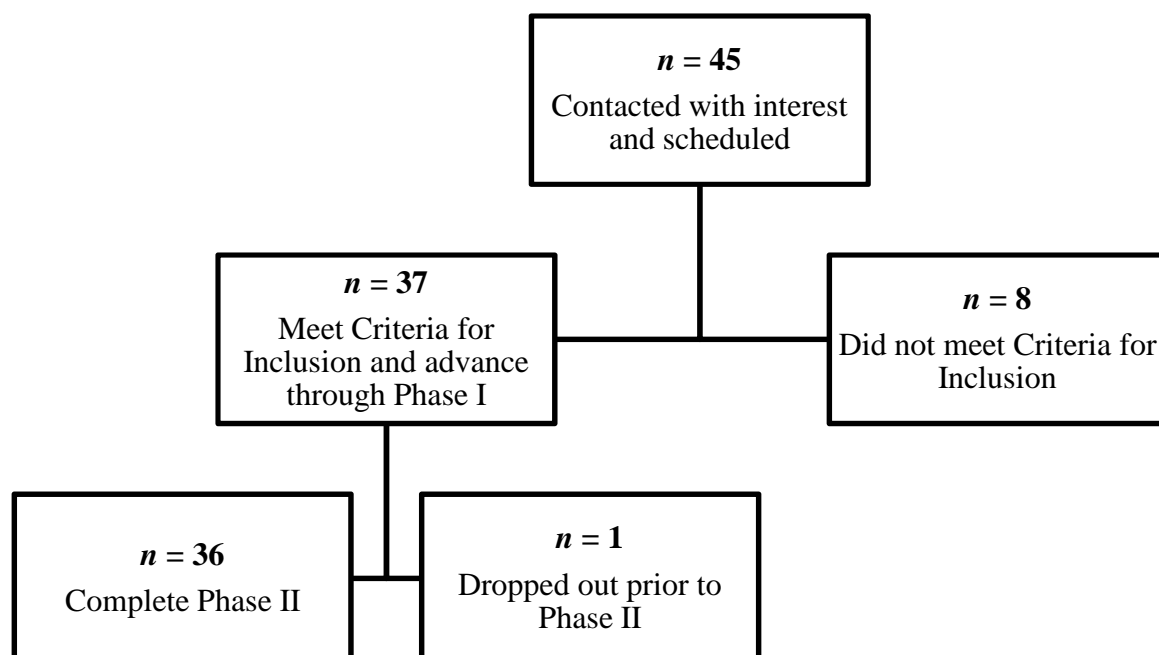 n = 45
Contacted with interest
and scheduled
n = 37
Meet Criteria for
Inclusion and advance
through Phase I
n = 8
Did not meet Criteria for
Inclusion
n = 36
Complete Phase II
n = 1
Dropped out prior to
Phase II